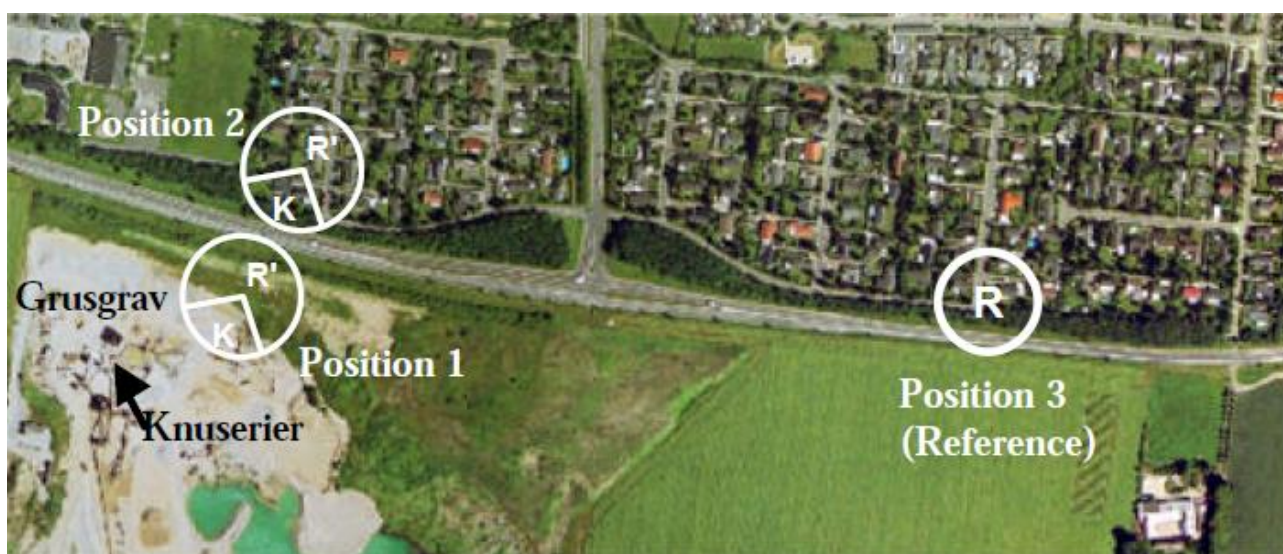 Position 2
R'
K
Grusgrav
R'
K
Position 1
Knuserier
R
Position 3
(Reference)